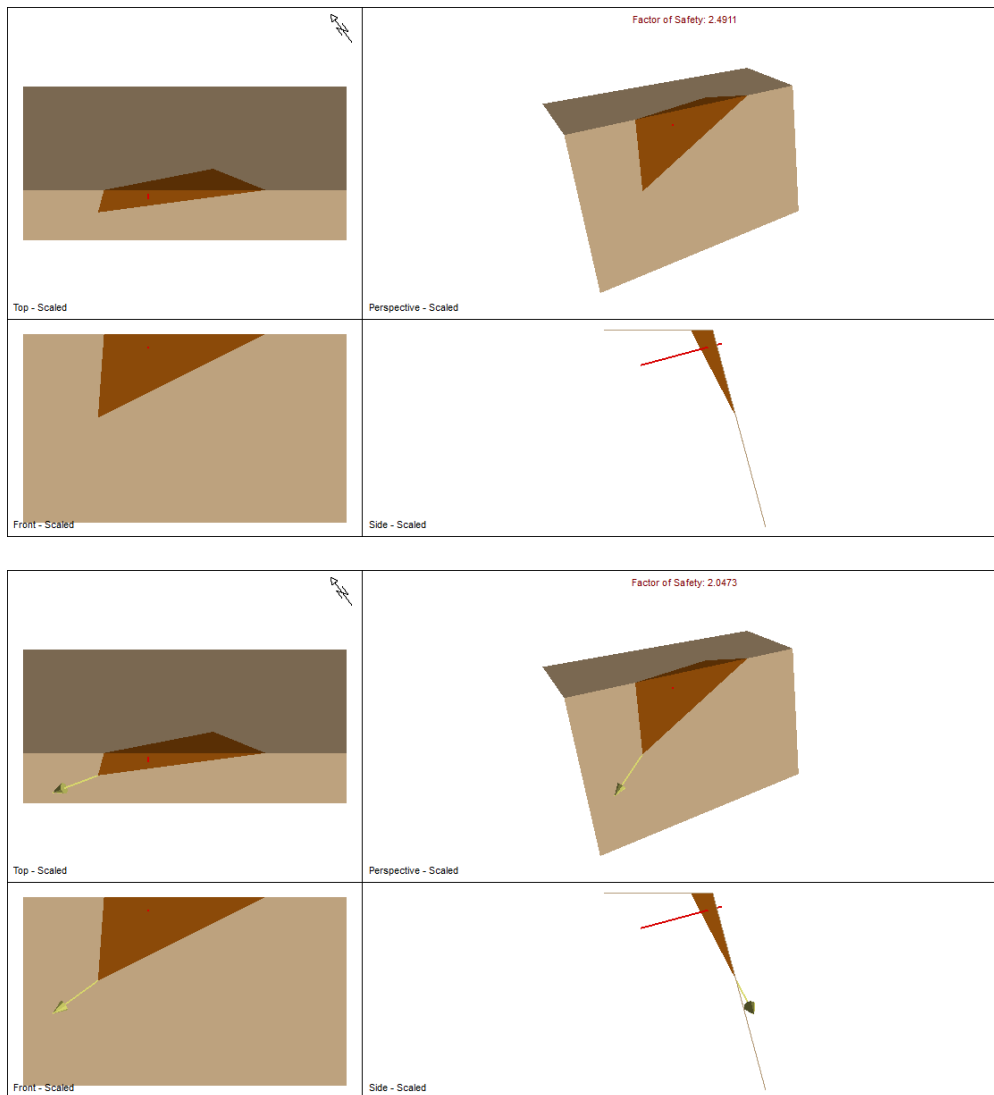 Factor of Safety: 2.4911
Top - Scaled
Perspective - Scaled
Front - Scaled
Side - Scaled
Factor of Safety: 2.0473
Top - Scaled
Perspective - Scaled
Front - Scaled
Side - Scaled